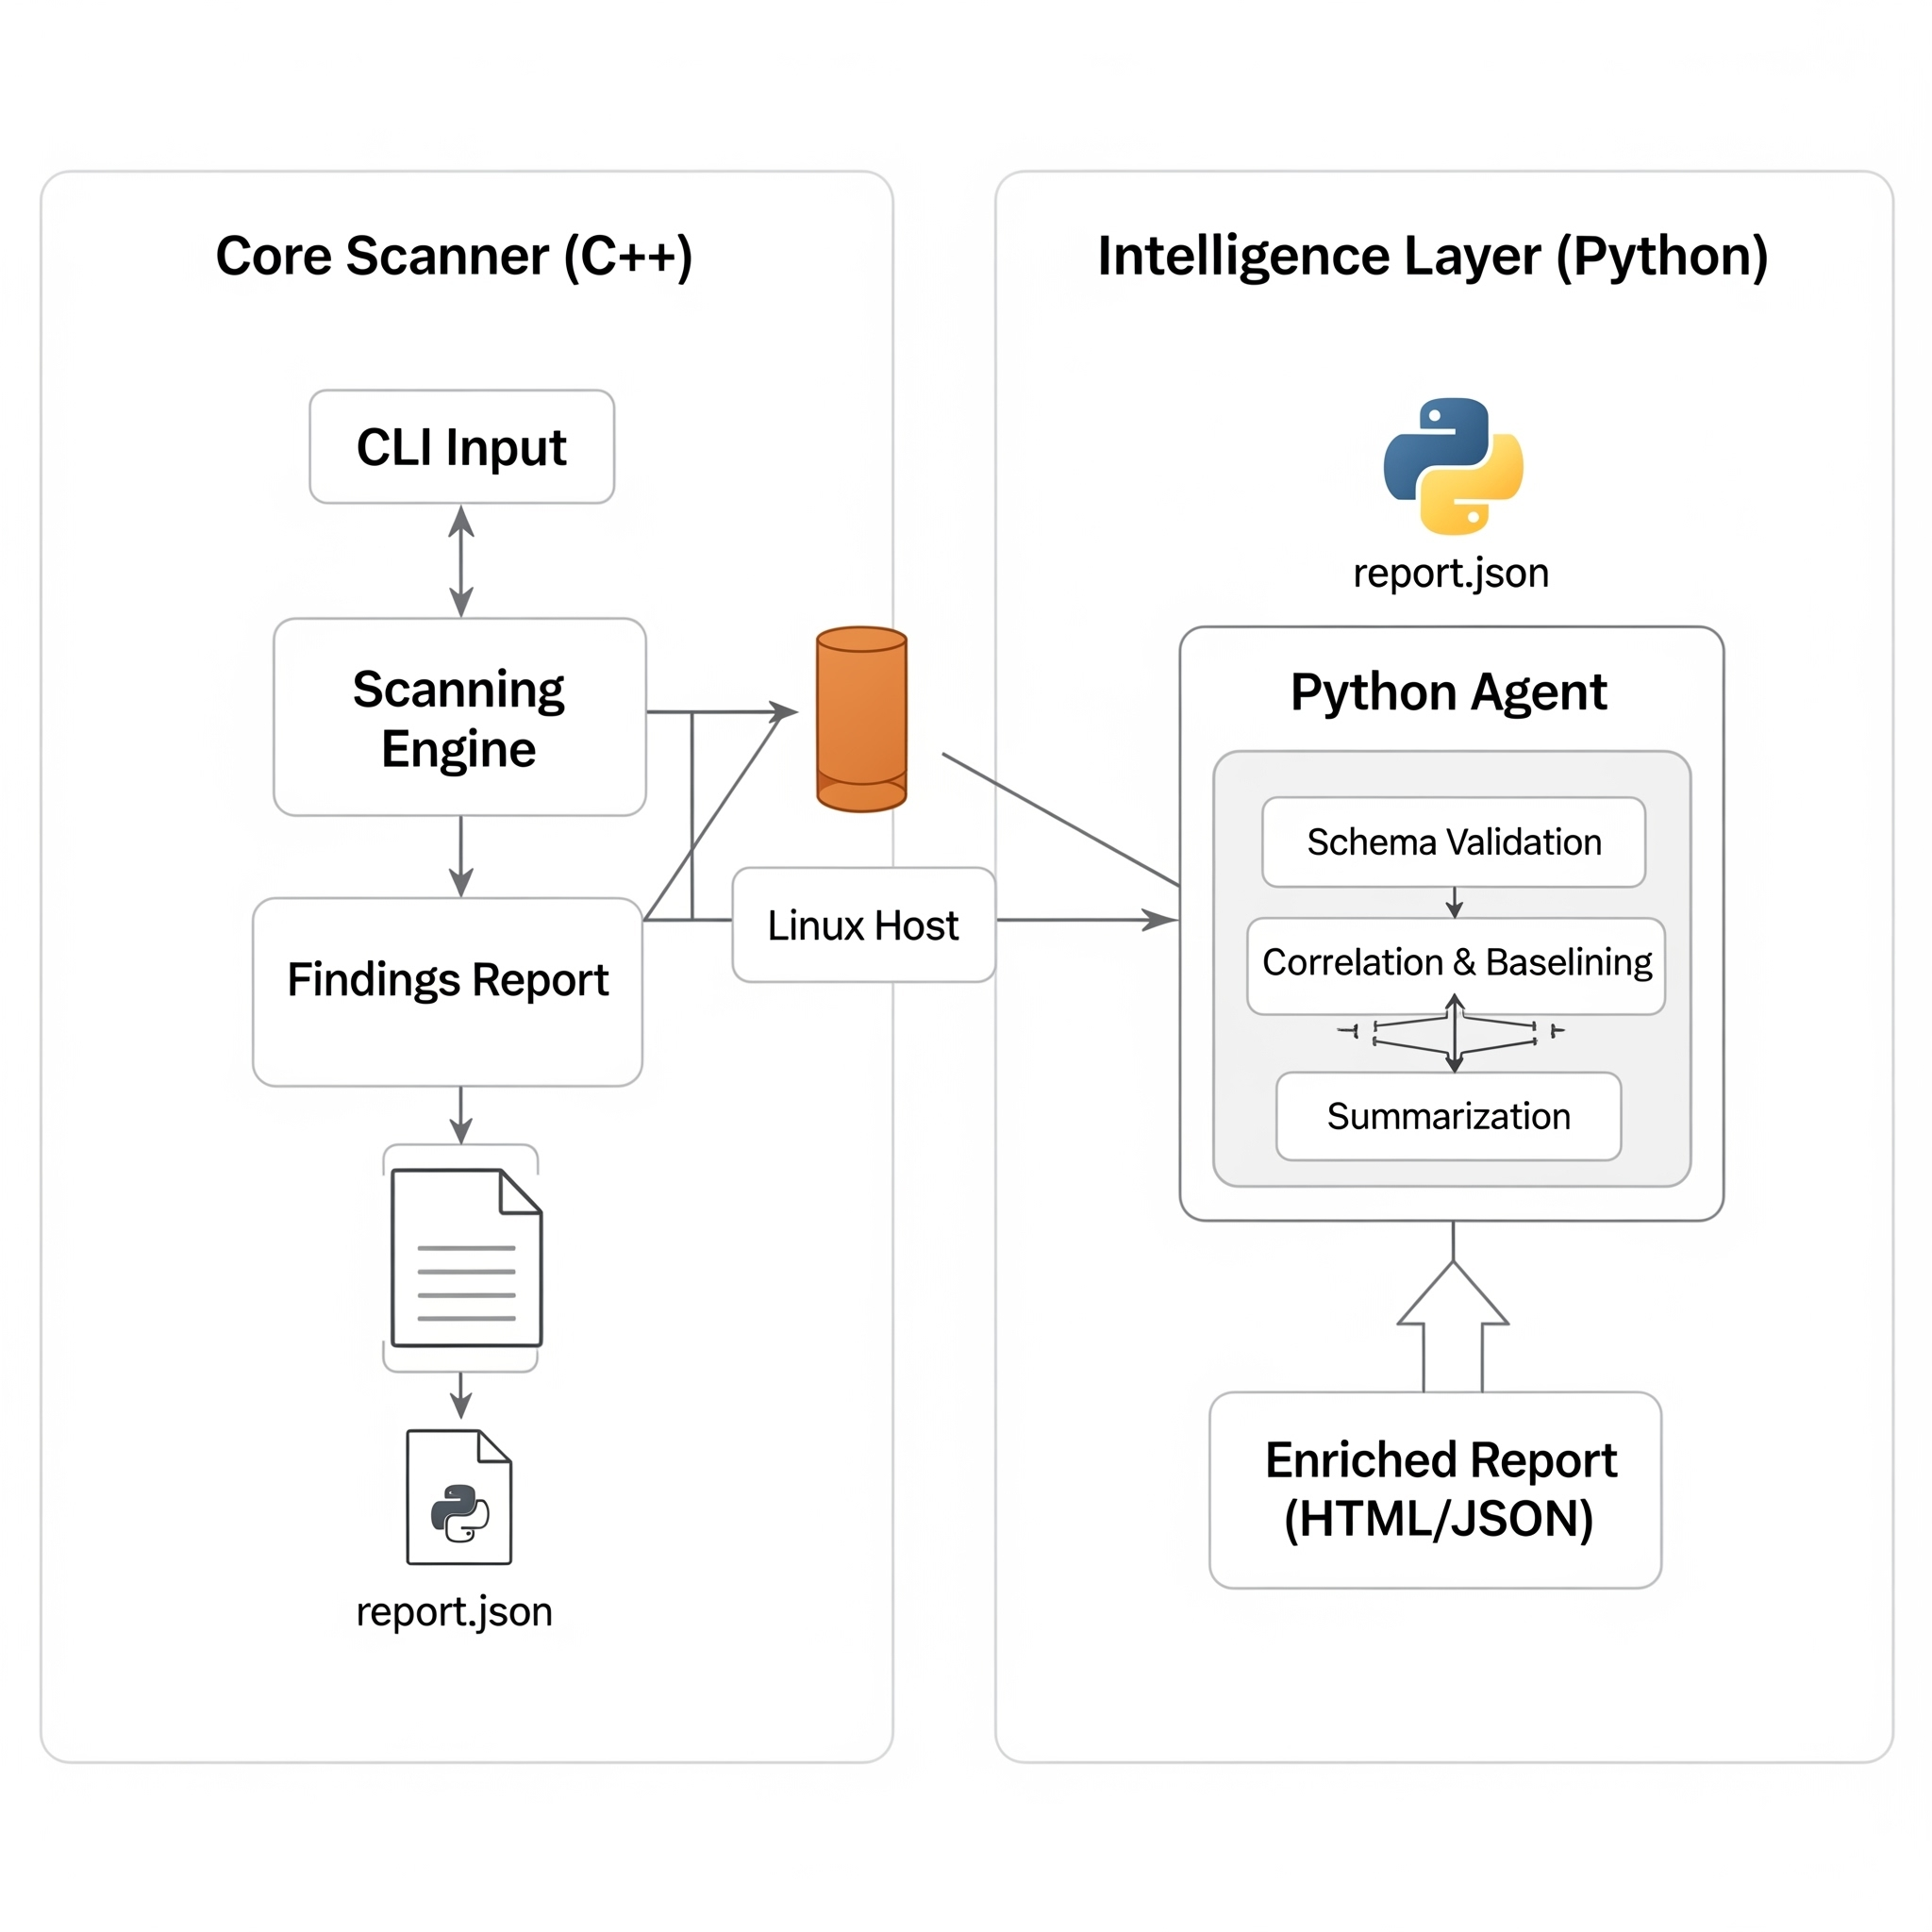 Core Scanner (C++)
CLI Input
Scanning
Engine
Findings Report
report.json
Linux Host
Intelligence Layer (Python)
report.json
Python Agent
Schema Validation
Correlation & Baselining
Summarization
Enriched Report
(HTML/JSON)